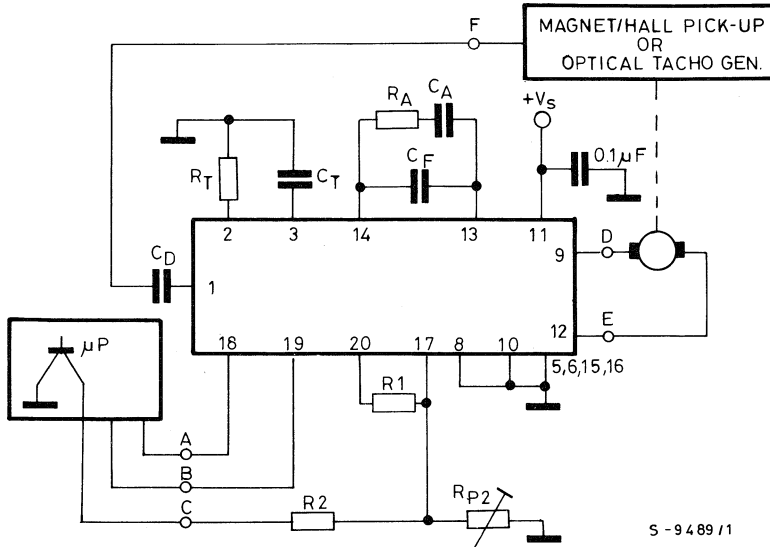 F
MAGNET/HALL PICK-UP
OR
OPTICAL TACHO GEN.
RA
CA
+Vs
CF
0.1µF
RT
CT
2
3
14
13
11
9
D
CD
1
12
E
µP
18
19
20
17
8
10
5,6,15,16
R1
A
B
C
R2
RP2
S-9489/1